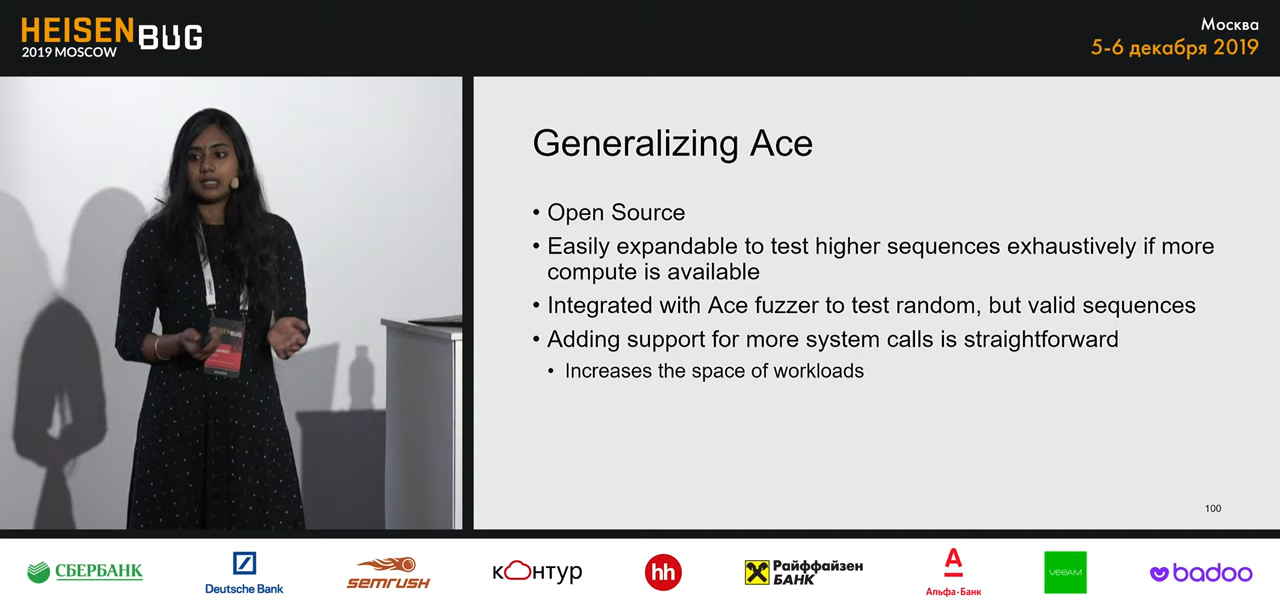 HEISENBUG
2019 MOSCOW
Москва
5-6 декабря 2019
Generalizing Ace
• Open Source
• Easily expandable to test higher sequences exhaustively if more
compute is available
• Integrated with Ace fuzzer to test random, but valid sequences
• Adding support for more system calls is straightforward
• Increases the space of workloads
100
HEISENBUG
СБЕРБАНК
Deutsche Bank
semrush
контур
hh
Райффайзен
БАНК
А
Альфа-Банк
veeam
badoo